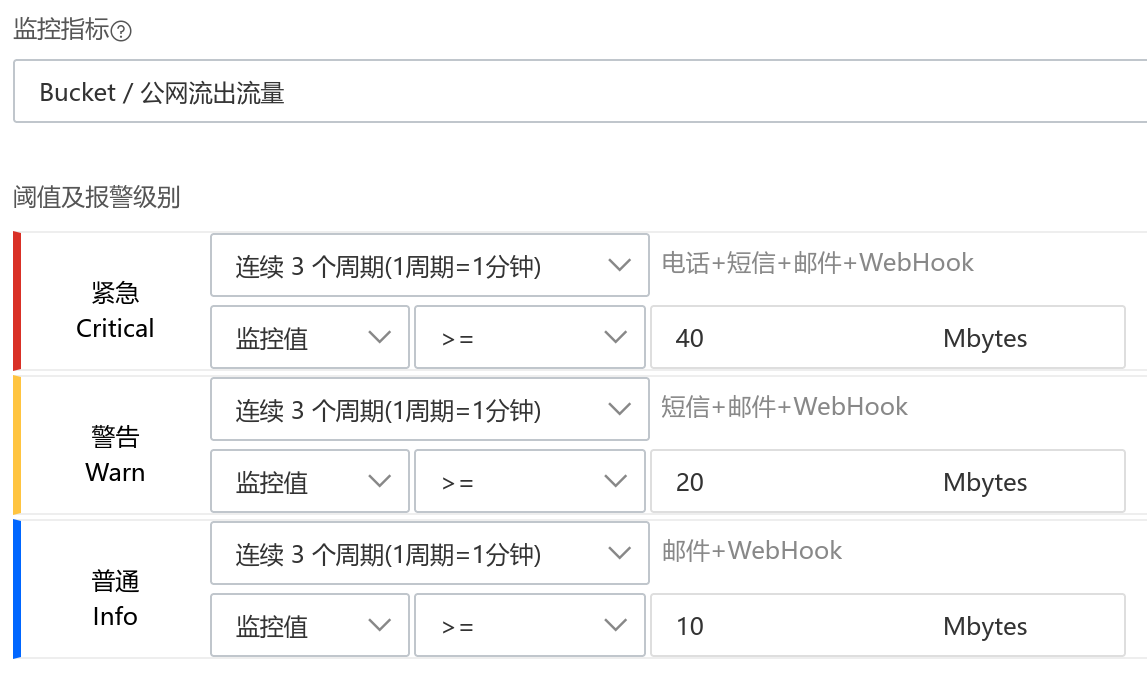 监控指标?
Bucket / 公网流出流量
阈值及报警级别
紧急
Critical
连续 3 个周期(1周期=1分钟)
电话+短信+邮件+WebHook
监控值
>=
40
Mbytes
警告
Warn
连续 3 个周期(1周期=1分钟)
短信+邮件+WebHook
监控值
>=
20
Mbytes
普通
Info
连续 3 个周期(1周期=1分钟)
邮件+WebHook
监控值
>=
10
Mbytes